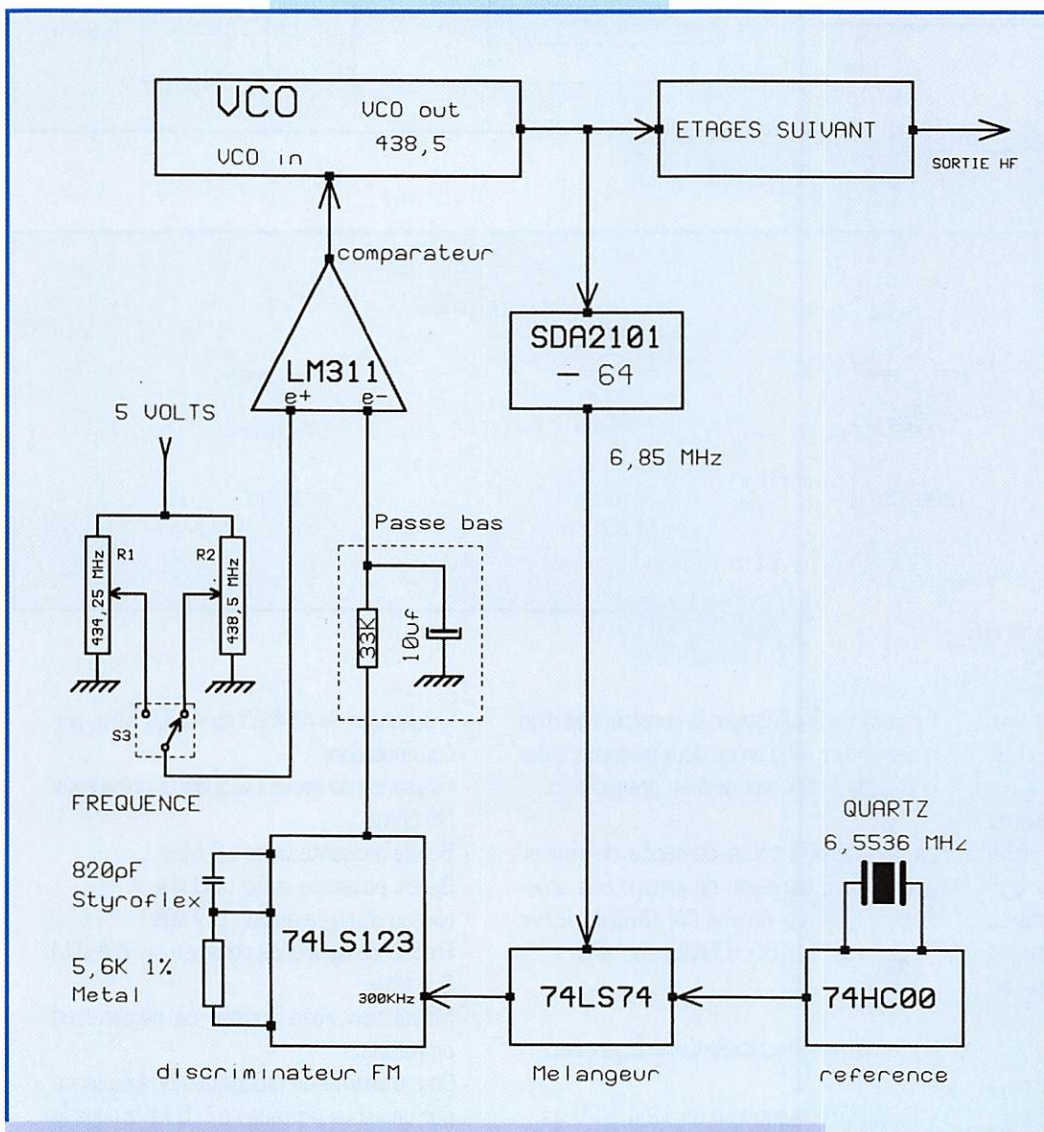 VCO
VCO out
438,5
VCO in
ETAGES SUIVANT
SORTIE HF
comparateur
LM311
e+ e-
SDA2101
- 64
6,85 MHz
5 VOLTS
R1
434,25 MHz
R2
438,5 MHz
Passe bas
33K
10uf
S3
FREQUENCE
820pF
Styroflex
5,6K 1%
Metal
74LS123
300KHz
discriminateur FM
74LS74
Melangeur
QUARTZ
6,5536 MHz
74HC00
reference